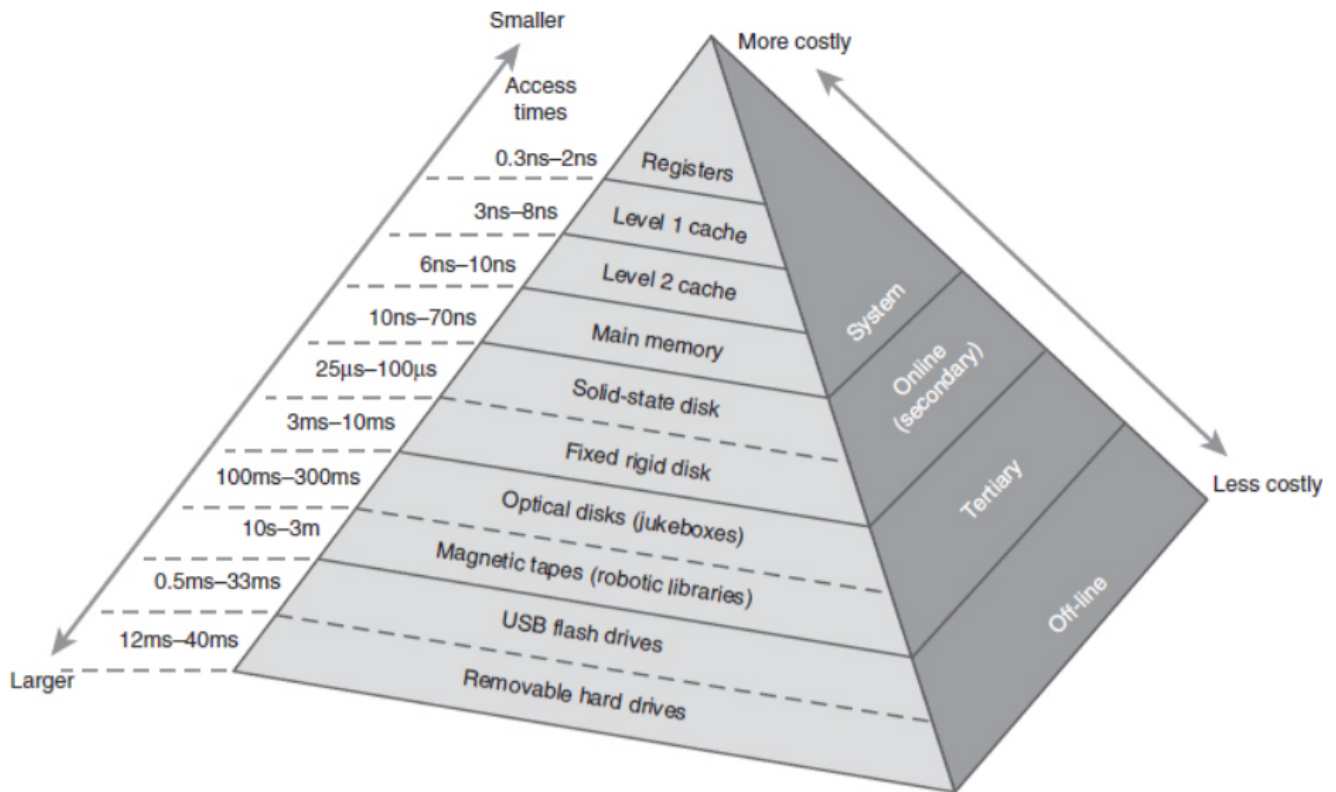 Smaller
More costly
Access
times
0.3ns–2ns
Registers
3ns–8ns
Level 1 cache
6ns–10ns
Level 2 cache
System
10ns–70ns
Main memory
Online
(secondary)
25µs–100µs
Solid-state disk
3ms–10ms
Fixed rigid disk
100ms–300ms
Optical disks (jukeboxes)
Tertiary
Less costly
10s–3m
Magnetic tapes (robotic libraries)
0.5ms–33ms
USB flash drives
Off-line
12ms–40ms
Removable hard drives
Larger